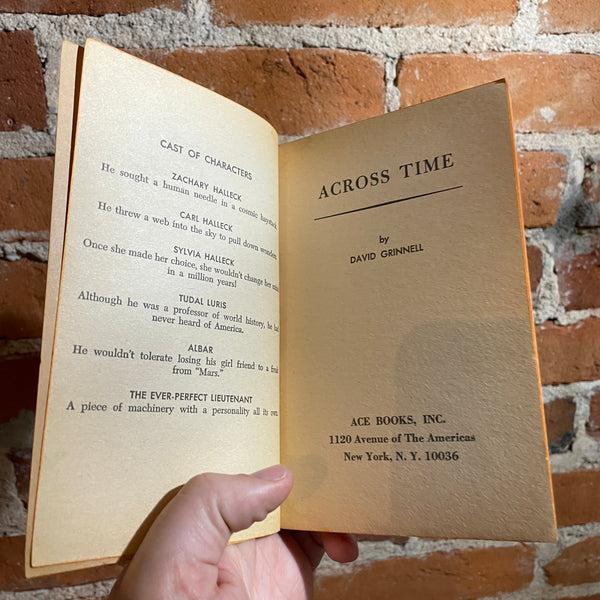 CAST OF CHARACTERS
ZACHARY HALLECK
He sought a human needle in a cosmic haystack.
CARL HALLECK
He threw a web into the sky to pull down wonders.
SYLVIA HALLECK
Once she made her choice, she wouldn't change her mind
in a million years!
TUDAL LURIS
Although he was a professor of world history, he had
never heard of America.
ALBAR
He wouldn't tolerate losing his girl friend to a freak
from "Mars."
THE EVER-PERFECT LIEUTENANT
A piece of machinery with a personality all its own.
ACROSS TIME
by
DAVID GRINNELL
ACE BOOKS, INC.
1120 Avenue of The Americas
New York, N. Y. 10036